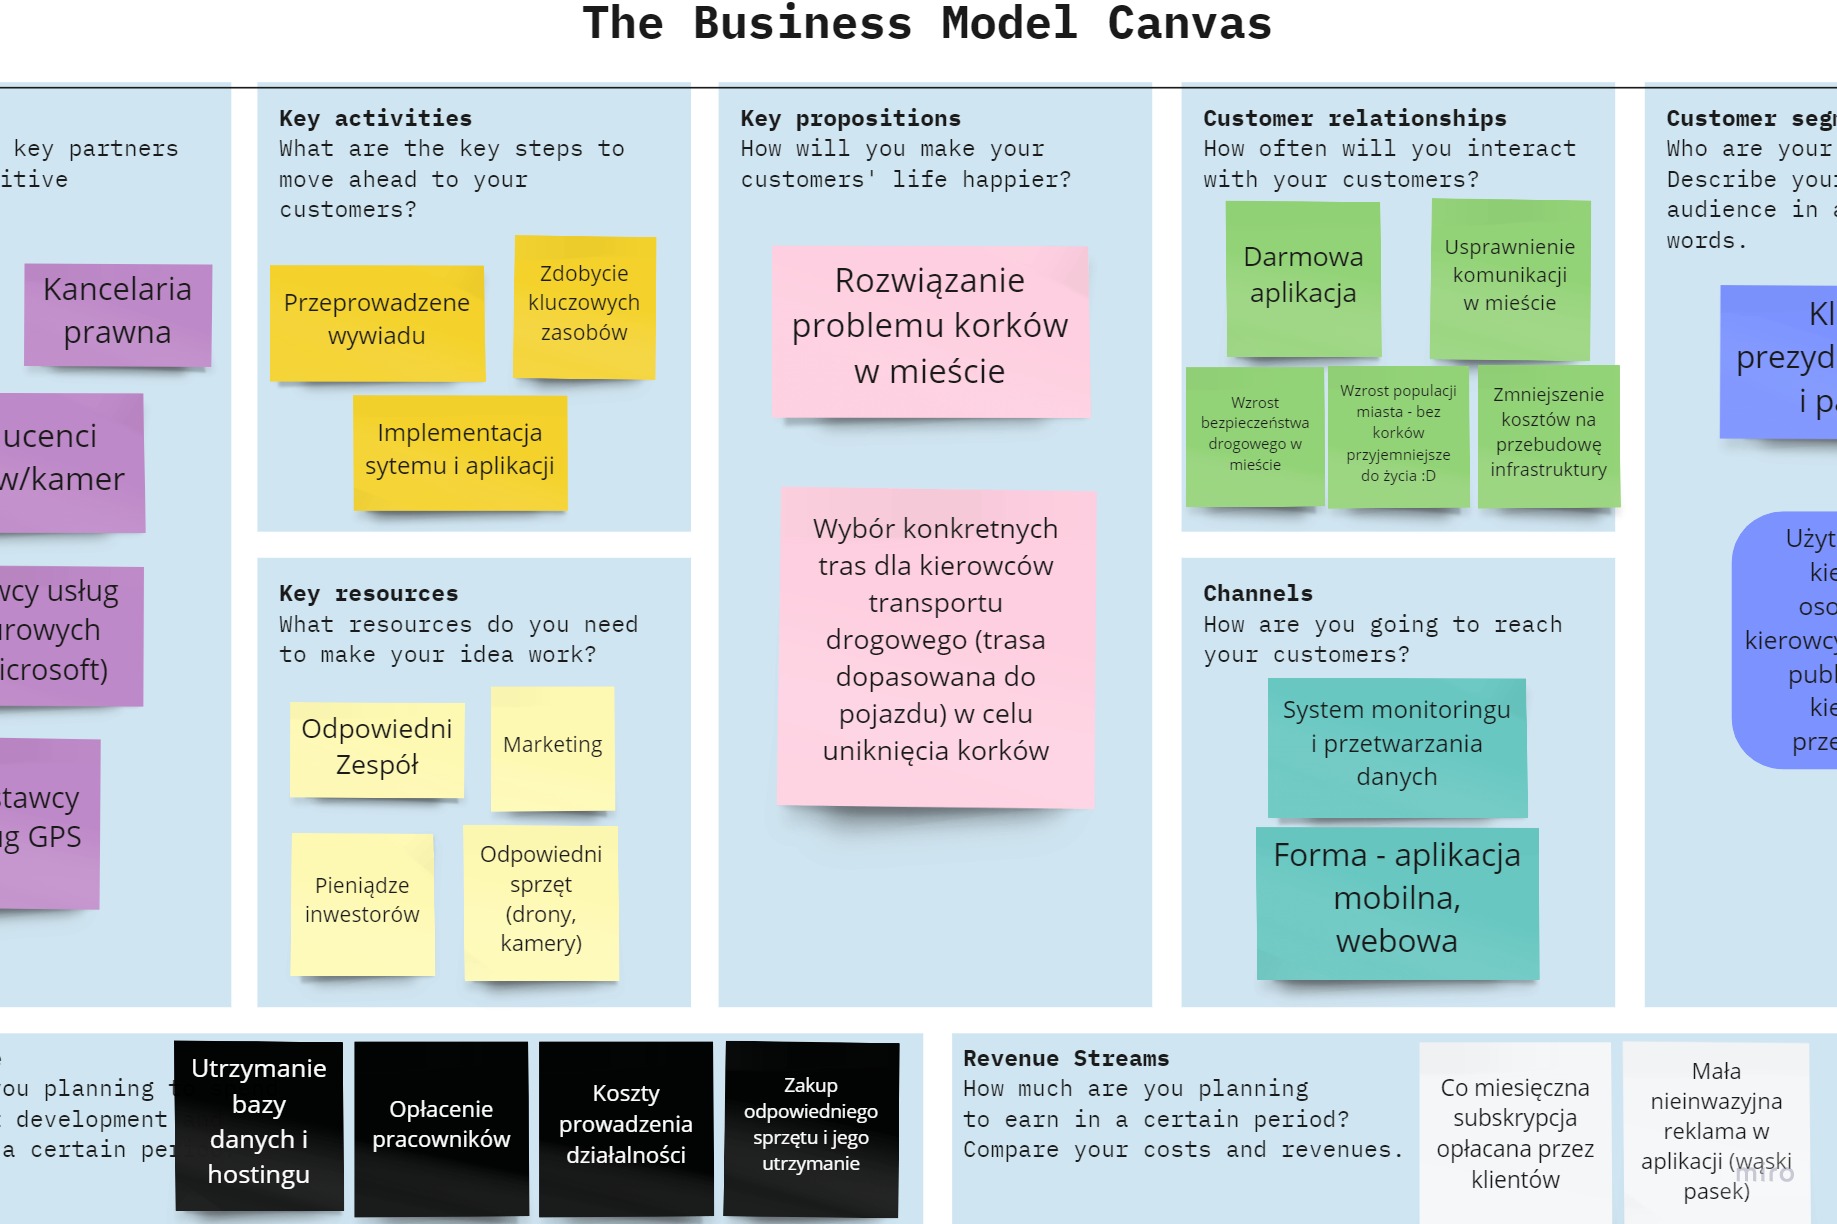 The Business Model Canvas
key partners
itive
Kancelaria
prawna
ucenci
w/kamer
wcy usług
urowych
icrosoft)
stawcy
ug GPS
Key activities
What are the key steps to
move ahead to your
customers?
Przeprowadzene
wywiadu
Zdobycie
kluczowych
zasobów
Implementacja
sytemu i aplikacji
Key resources
What resources do you need
to make your idea work?
Odpowiedni
Zespół
Marketing
Pieniądze
inwestorów
Odpowiedni
sprzęt
(drony,
kamery)
Key propositions
How will you make your
customers' life happier?
Rozwiązanie
problemu korków
w mieście
Wybór konkretnych
tras dla kierowców
transportu
drogowego (trasa
dopasowana do
pojazdu) w celu
uniknięcia korków
Customer relationships
How often will you interact
with your customers?
Darmowa
aplikacja
Usprawnienie
komunikacji
w mieście
Wzrost
bezpieczeństwa
drogowego w
mieście
Wzrost populacji
miasta - bez
korków
przyjemniejsze
do życia :D
Zmniejszenie
kosztów na
przebudowę
infrastruktury
Channels
How are you going to reach
your customers?
System monitoringu
i przetwarzania
danych
Forma - aplikacja
mobilna,
webowa
Customer seg
Who are your
Describe you
audience in a
words.
Kl
prezyd
i pa
Użyt
kie
oso
kierowcy
publ
kie
prze
you planning t
t development
a certain per
Utrzymanie
bazy
danych i
hostingu
Opłacenie
pracowników
Koszty
prowadzenia
działalności
Zakup
odpowiedniego
sprzętu i jego
utrzymanie
Revenue Streams
How much are you planning
to earn in a certain period?
Compare your costs and revenues.
Co miesięczna
subskrypcja
opłacana przez
klientów
Mała
nieinwazyjna
reklama w
aplikacji (wąski
pasek)
miro